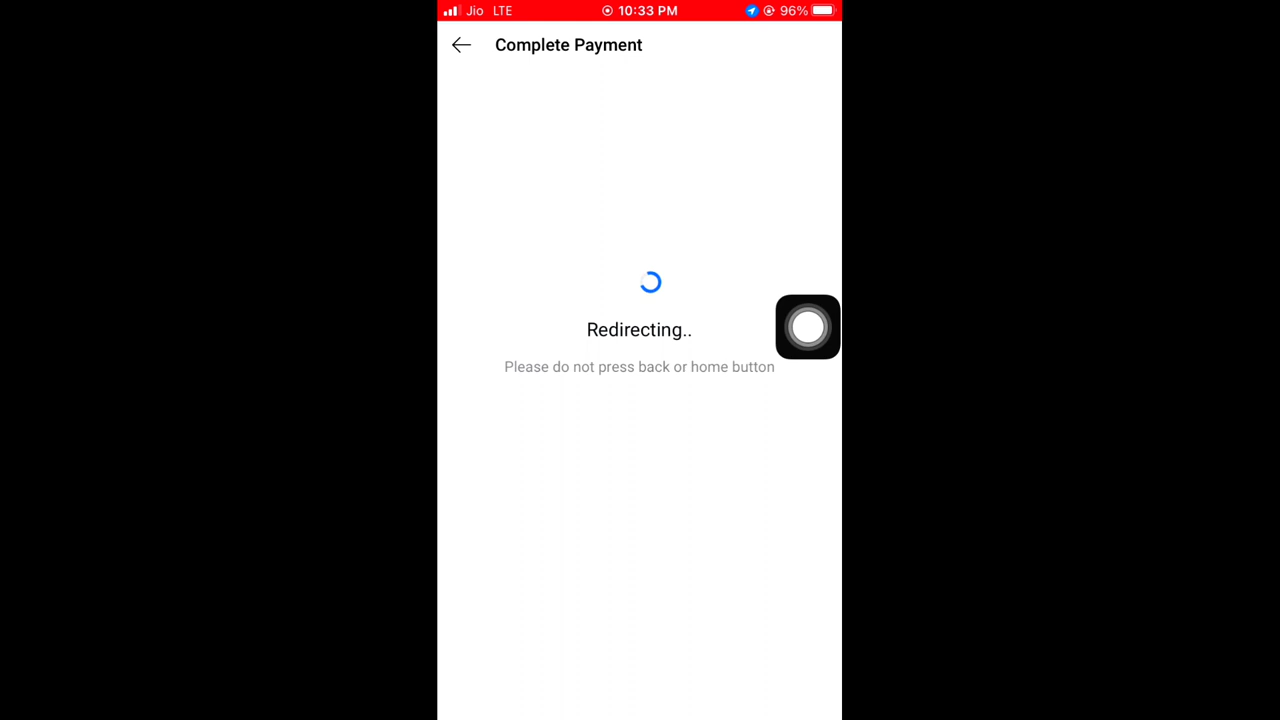 Jio LTE 10:33 PM 96%
Complete Payment
Redirecting..
Please do not press back or home button